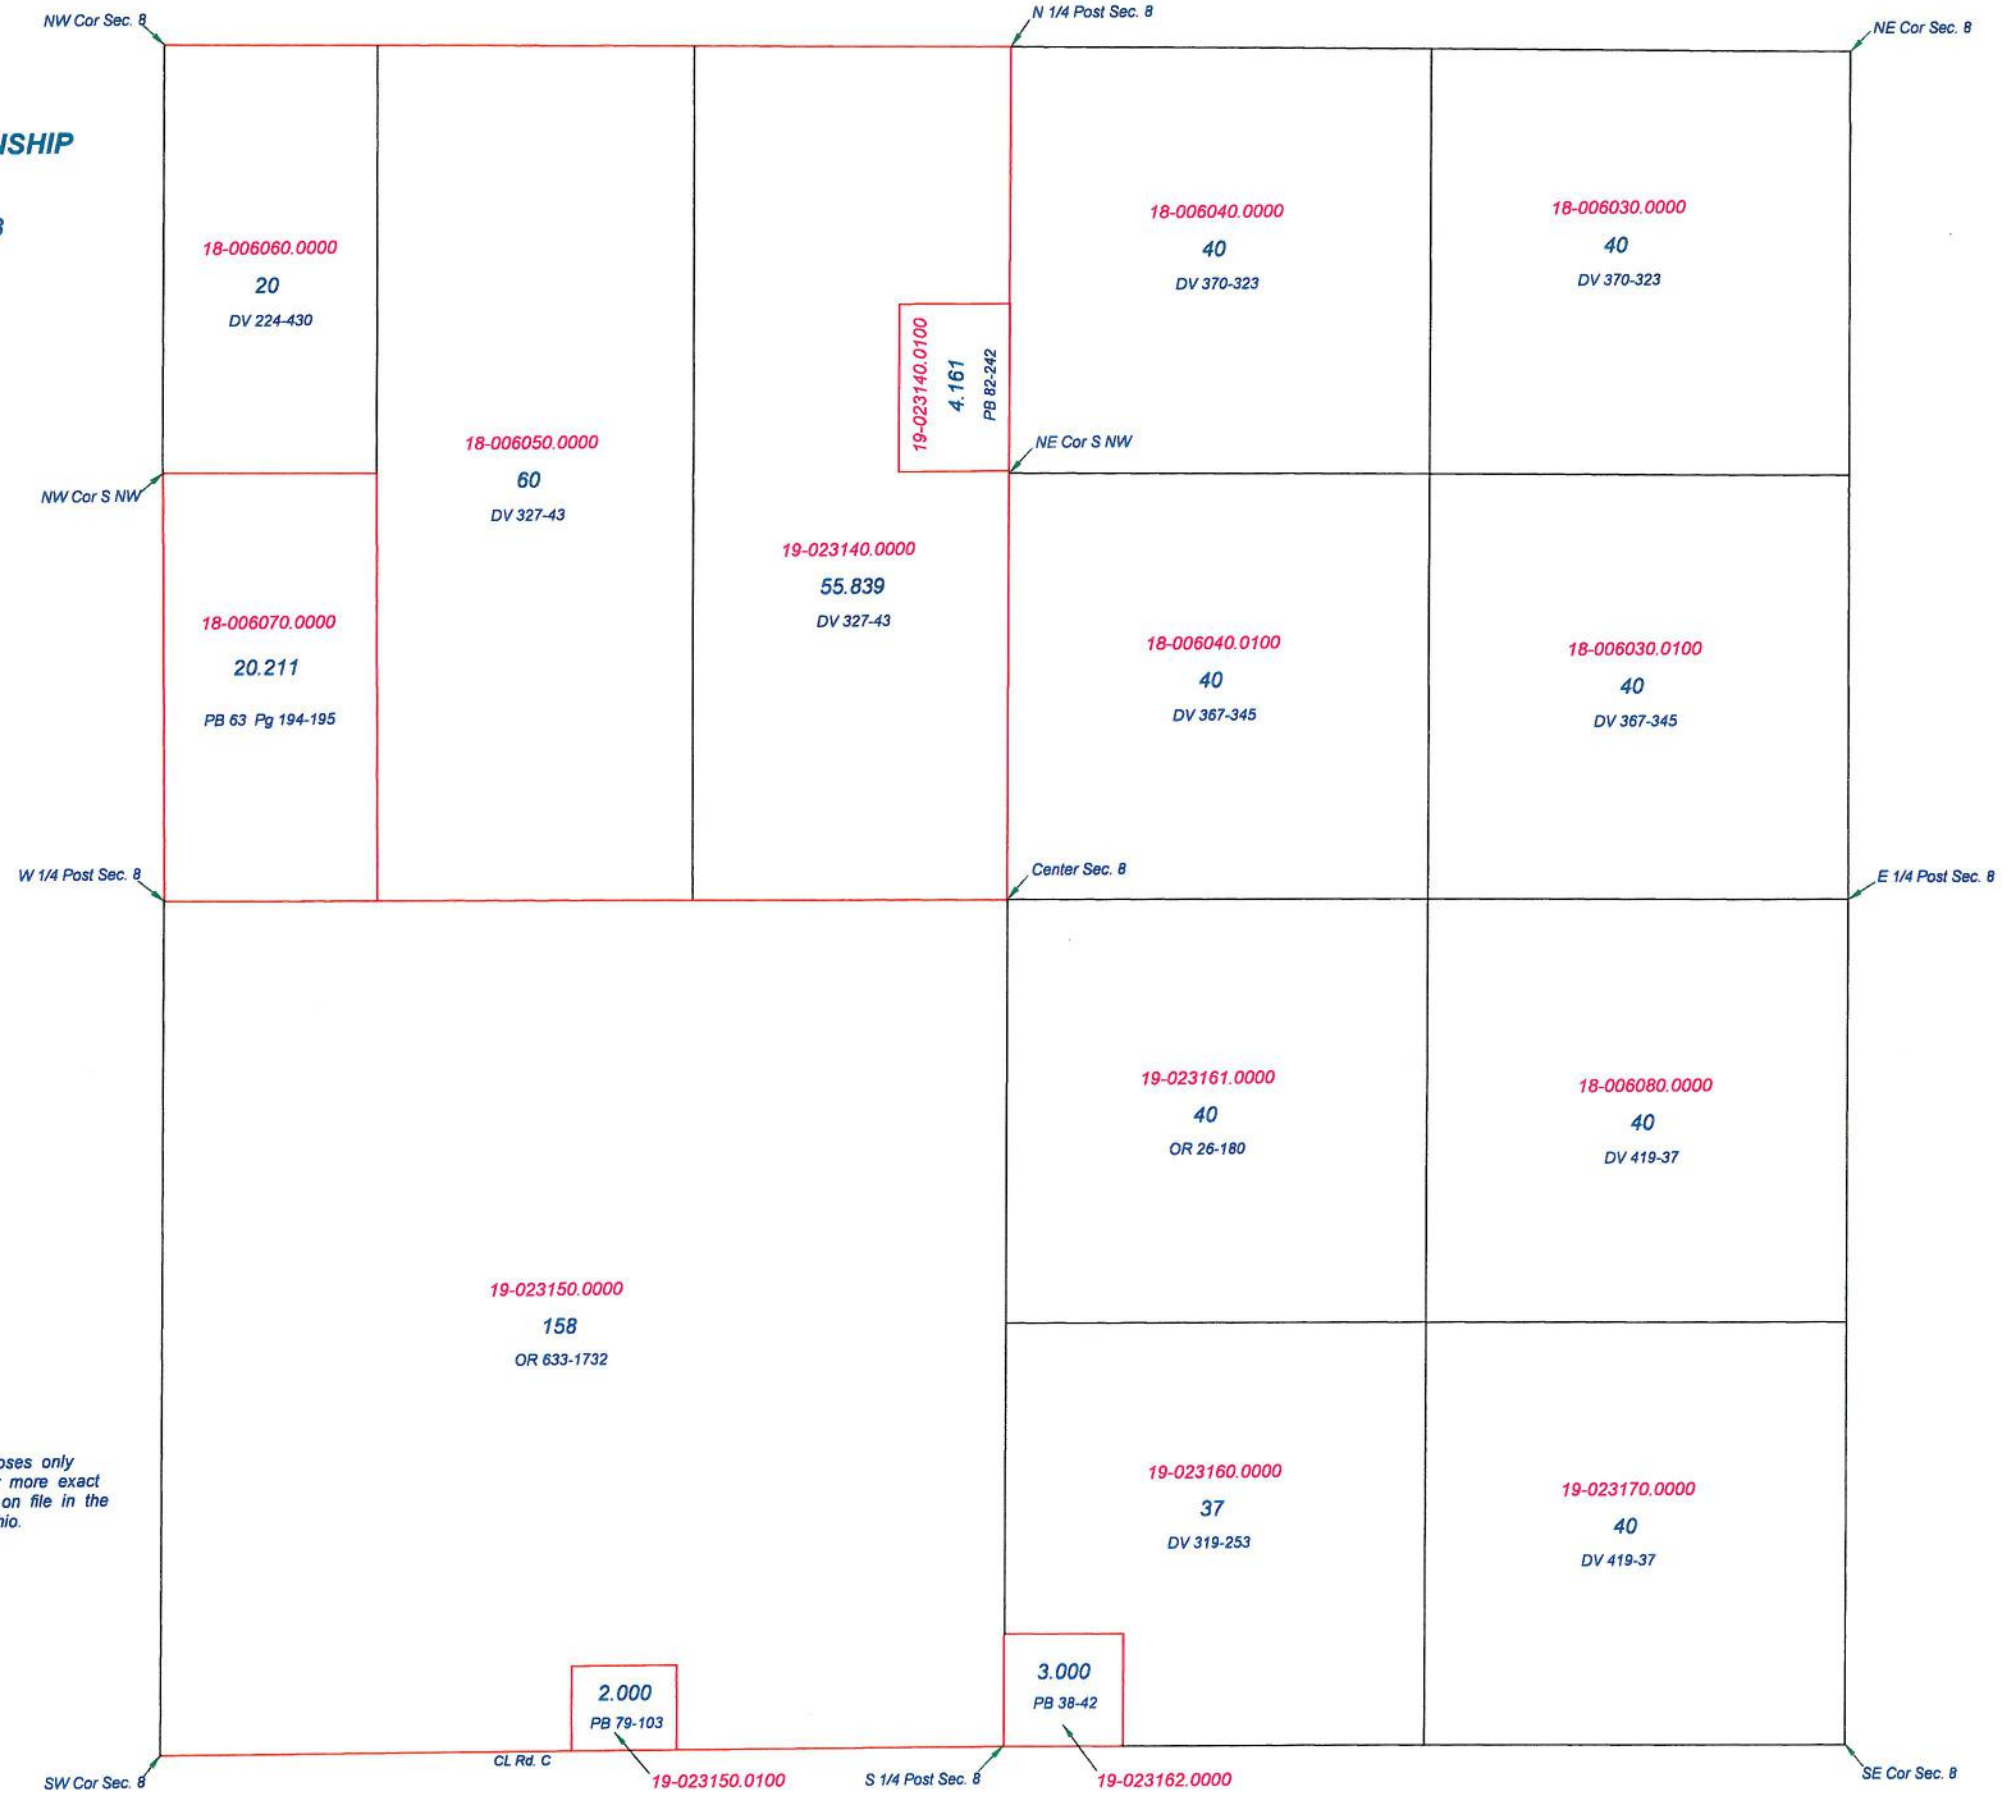 NW Cor Sec. 8
N 1/4 Post Sec. 8
NE Cor Sec. 8
NSHIP
8
18-006060.0000
20
DV 224-430
18-006040.0000
40
DV 370-323
18-006030.0000
40
DV 370-323
19-023140.0100
4.161
PB 82-242
18-006050.0000
60
DV 327-43
NE Cor S NW
NW Cor S NW
19-023140.0000
55.839
DV 327-43
18-006070.0000
20.211
PB 63 Pg 194-195
18-006040.0100
40
DV 367-345
18-006030.0100
40
DV 367-345
W 1/4 Post Sec. 8
Center Sec. 8
E 1/4 Post Sec. 8
19-023161.0000
40
OR 26-180
18-006080.0000
40
DV 419-37
19-023150.0000
158
OR 633-1732
oses only
more exact
on file in the
hio.
19-023160.0000
37
DV 319-253
19-023170.0000
40
DV 419-37
2.000
PB 79-103
3.000
PB 38-42
CL Rd. C
SW Cor Sec. 8
19-023150.0100
S 1/4 Post Sec. 8
19-023162.0000
SE Cor Sec. 8